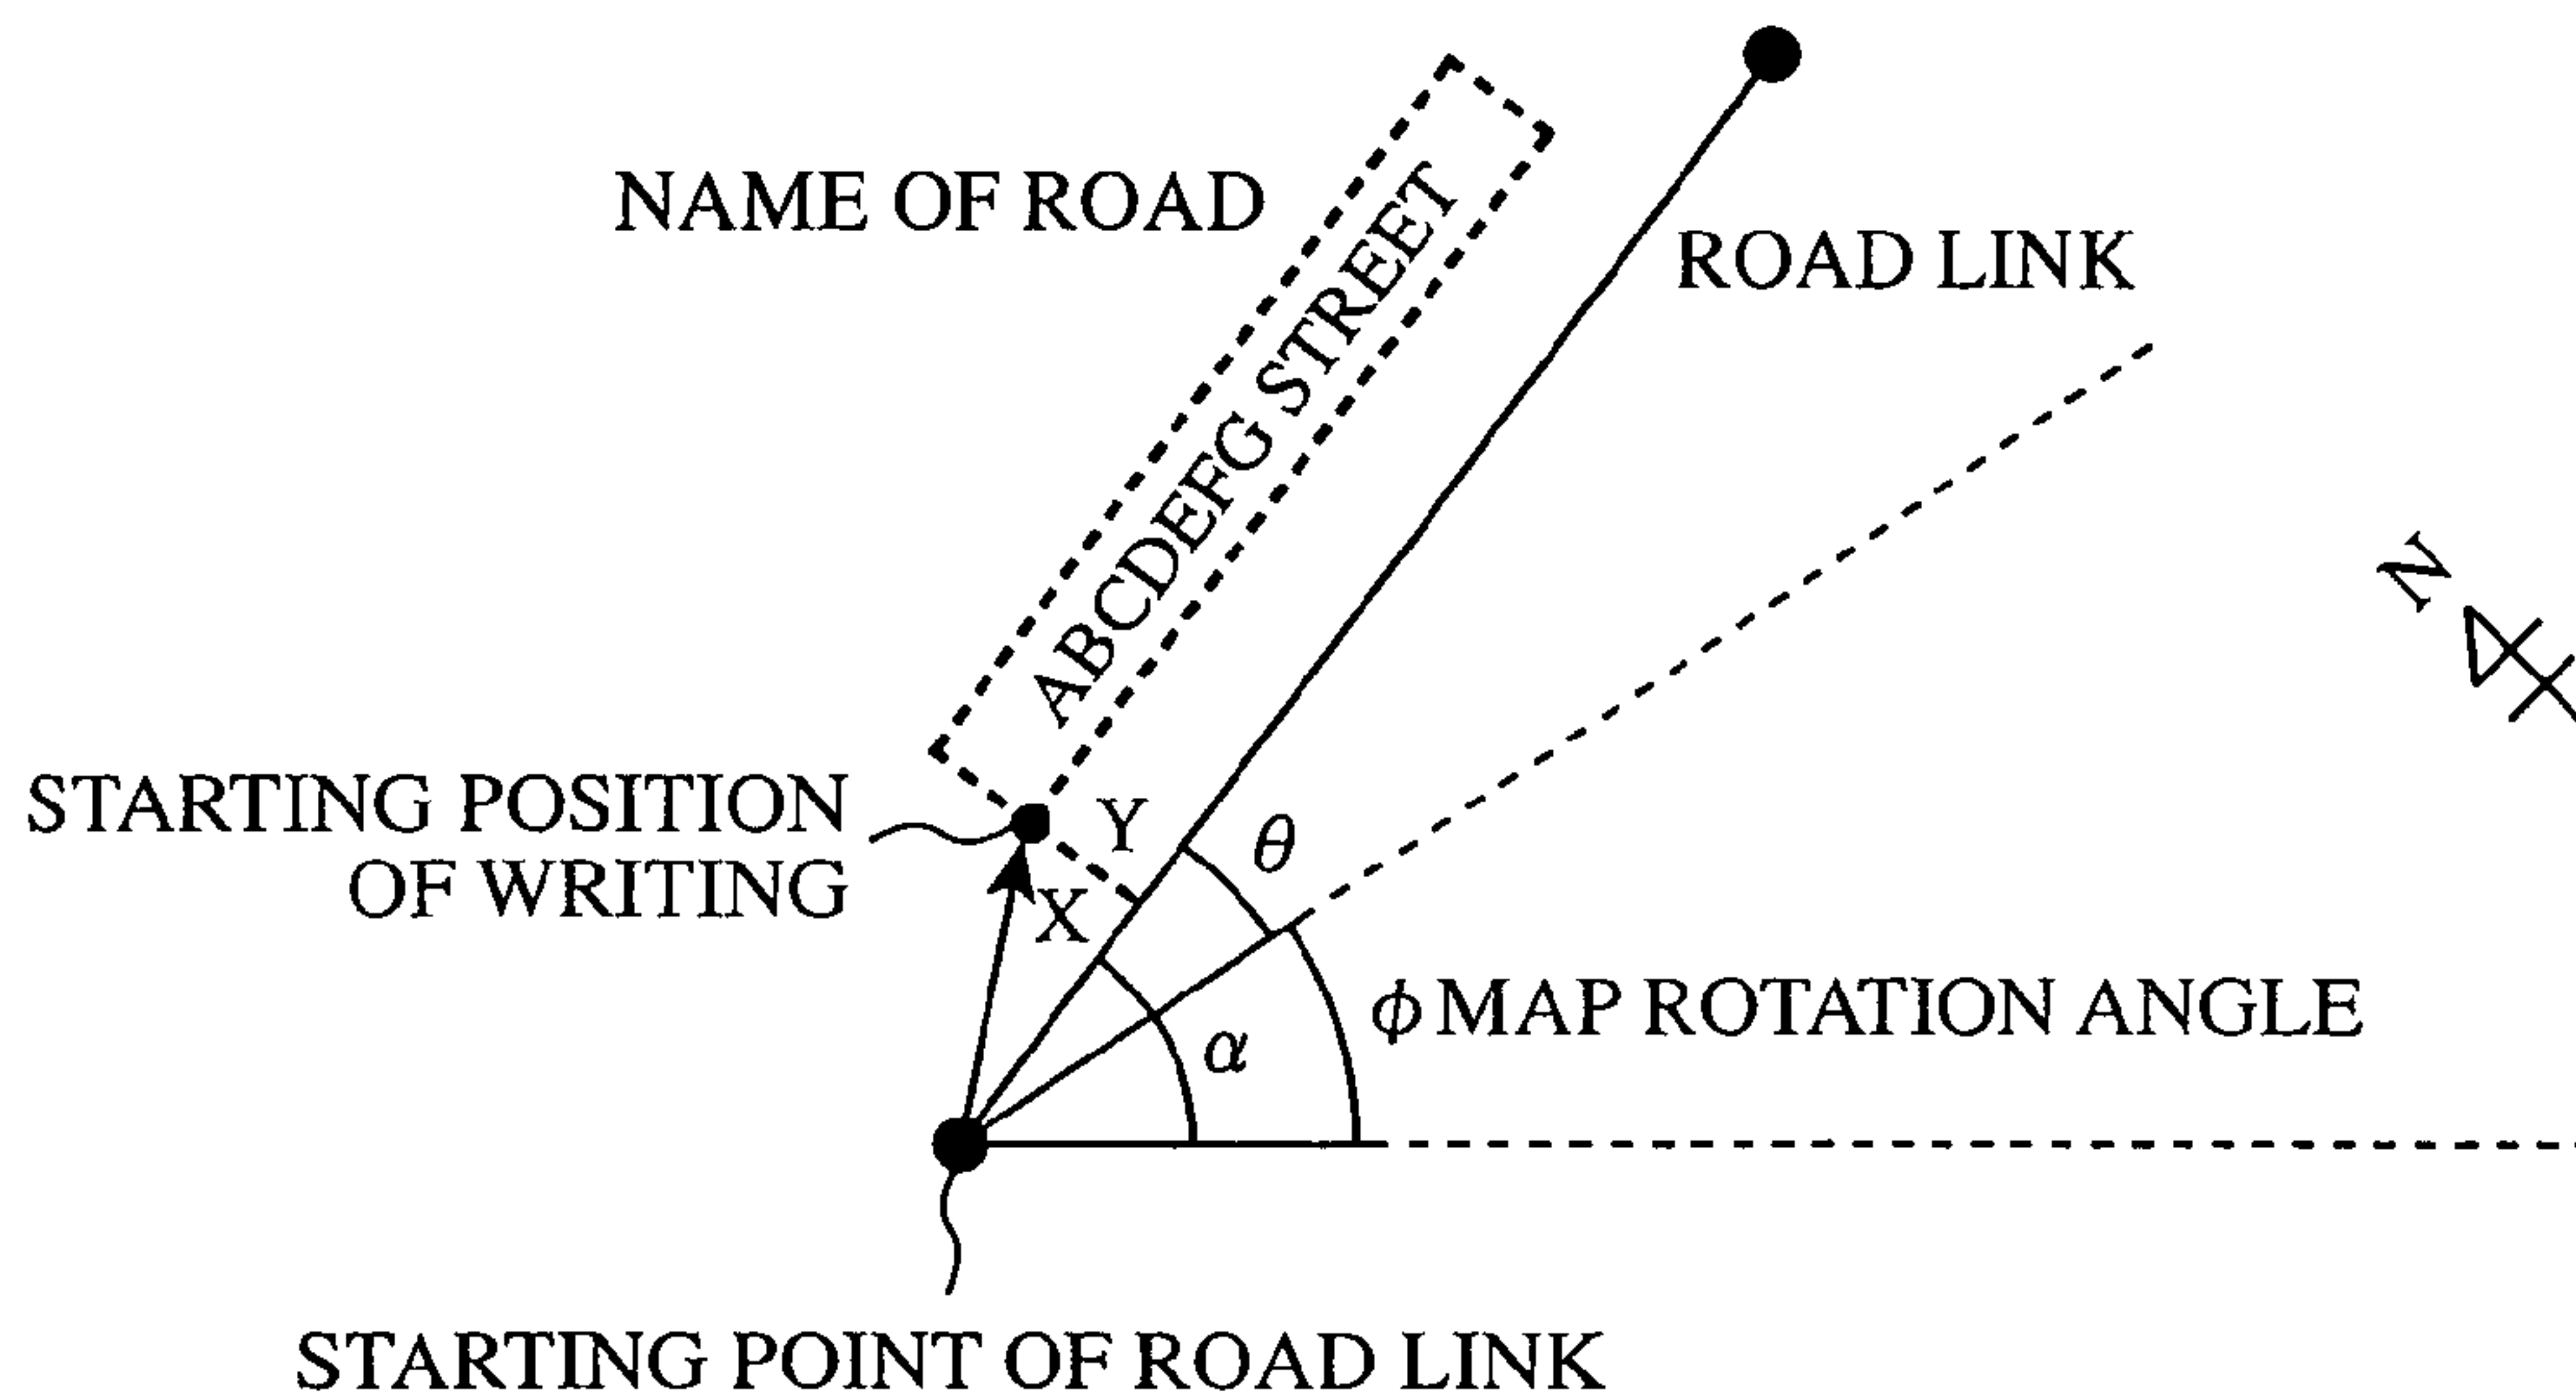 NAME OF ROAD
ABCDEFG STREET
ROAD LINK
N
STARTING POSITION
OF WRITING
Y
X
θ
α
ϕ MAP ROTATION ANGLE
STARTING POINT OF ROAD LINK